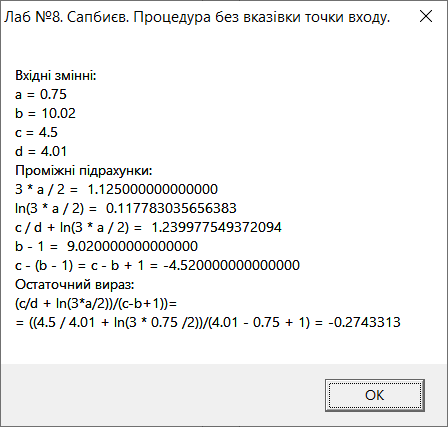 Лаб №8. Сапбиєв. Процедура без вказівки точки входу.
Вхідні змінні:
a = 0.75
b = 10.02
c = 4.5
d = 4.01
Проміжні підрахунки:
3 * a / 2 =  1.125000000000000
ln(3 * a / 2) =  0.117783035656383
c / d + ln(3 * a / 2) =  1.239977549372094
b - 1 =  9.020000000000000
c - (b - 1) = c - b + 1 = -4.520000000000000
Остаточний вираз:
(c/d + ln(3*a/2))/(c-b+1))=
= ((4.5 / 4.01 + ln(3 * 0.75 /2))/(4.01 - 0.75 + 1) = -0.2743313
OK